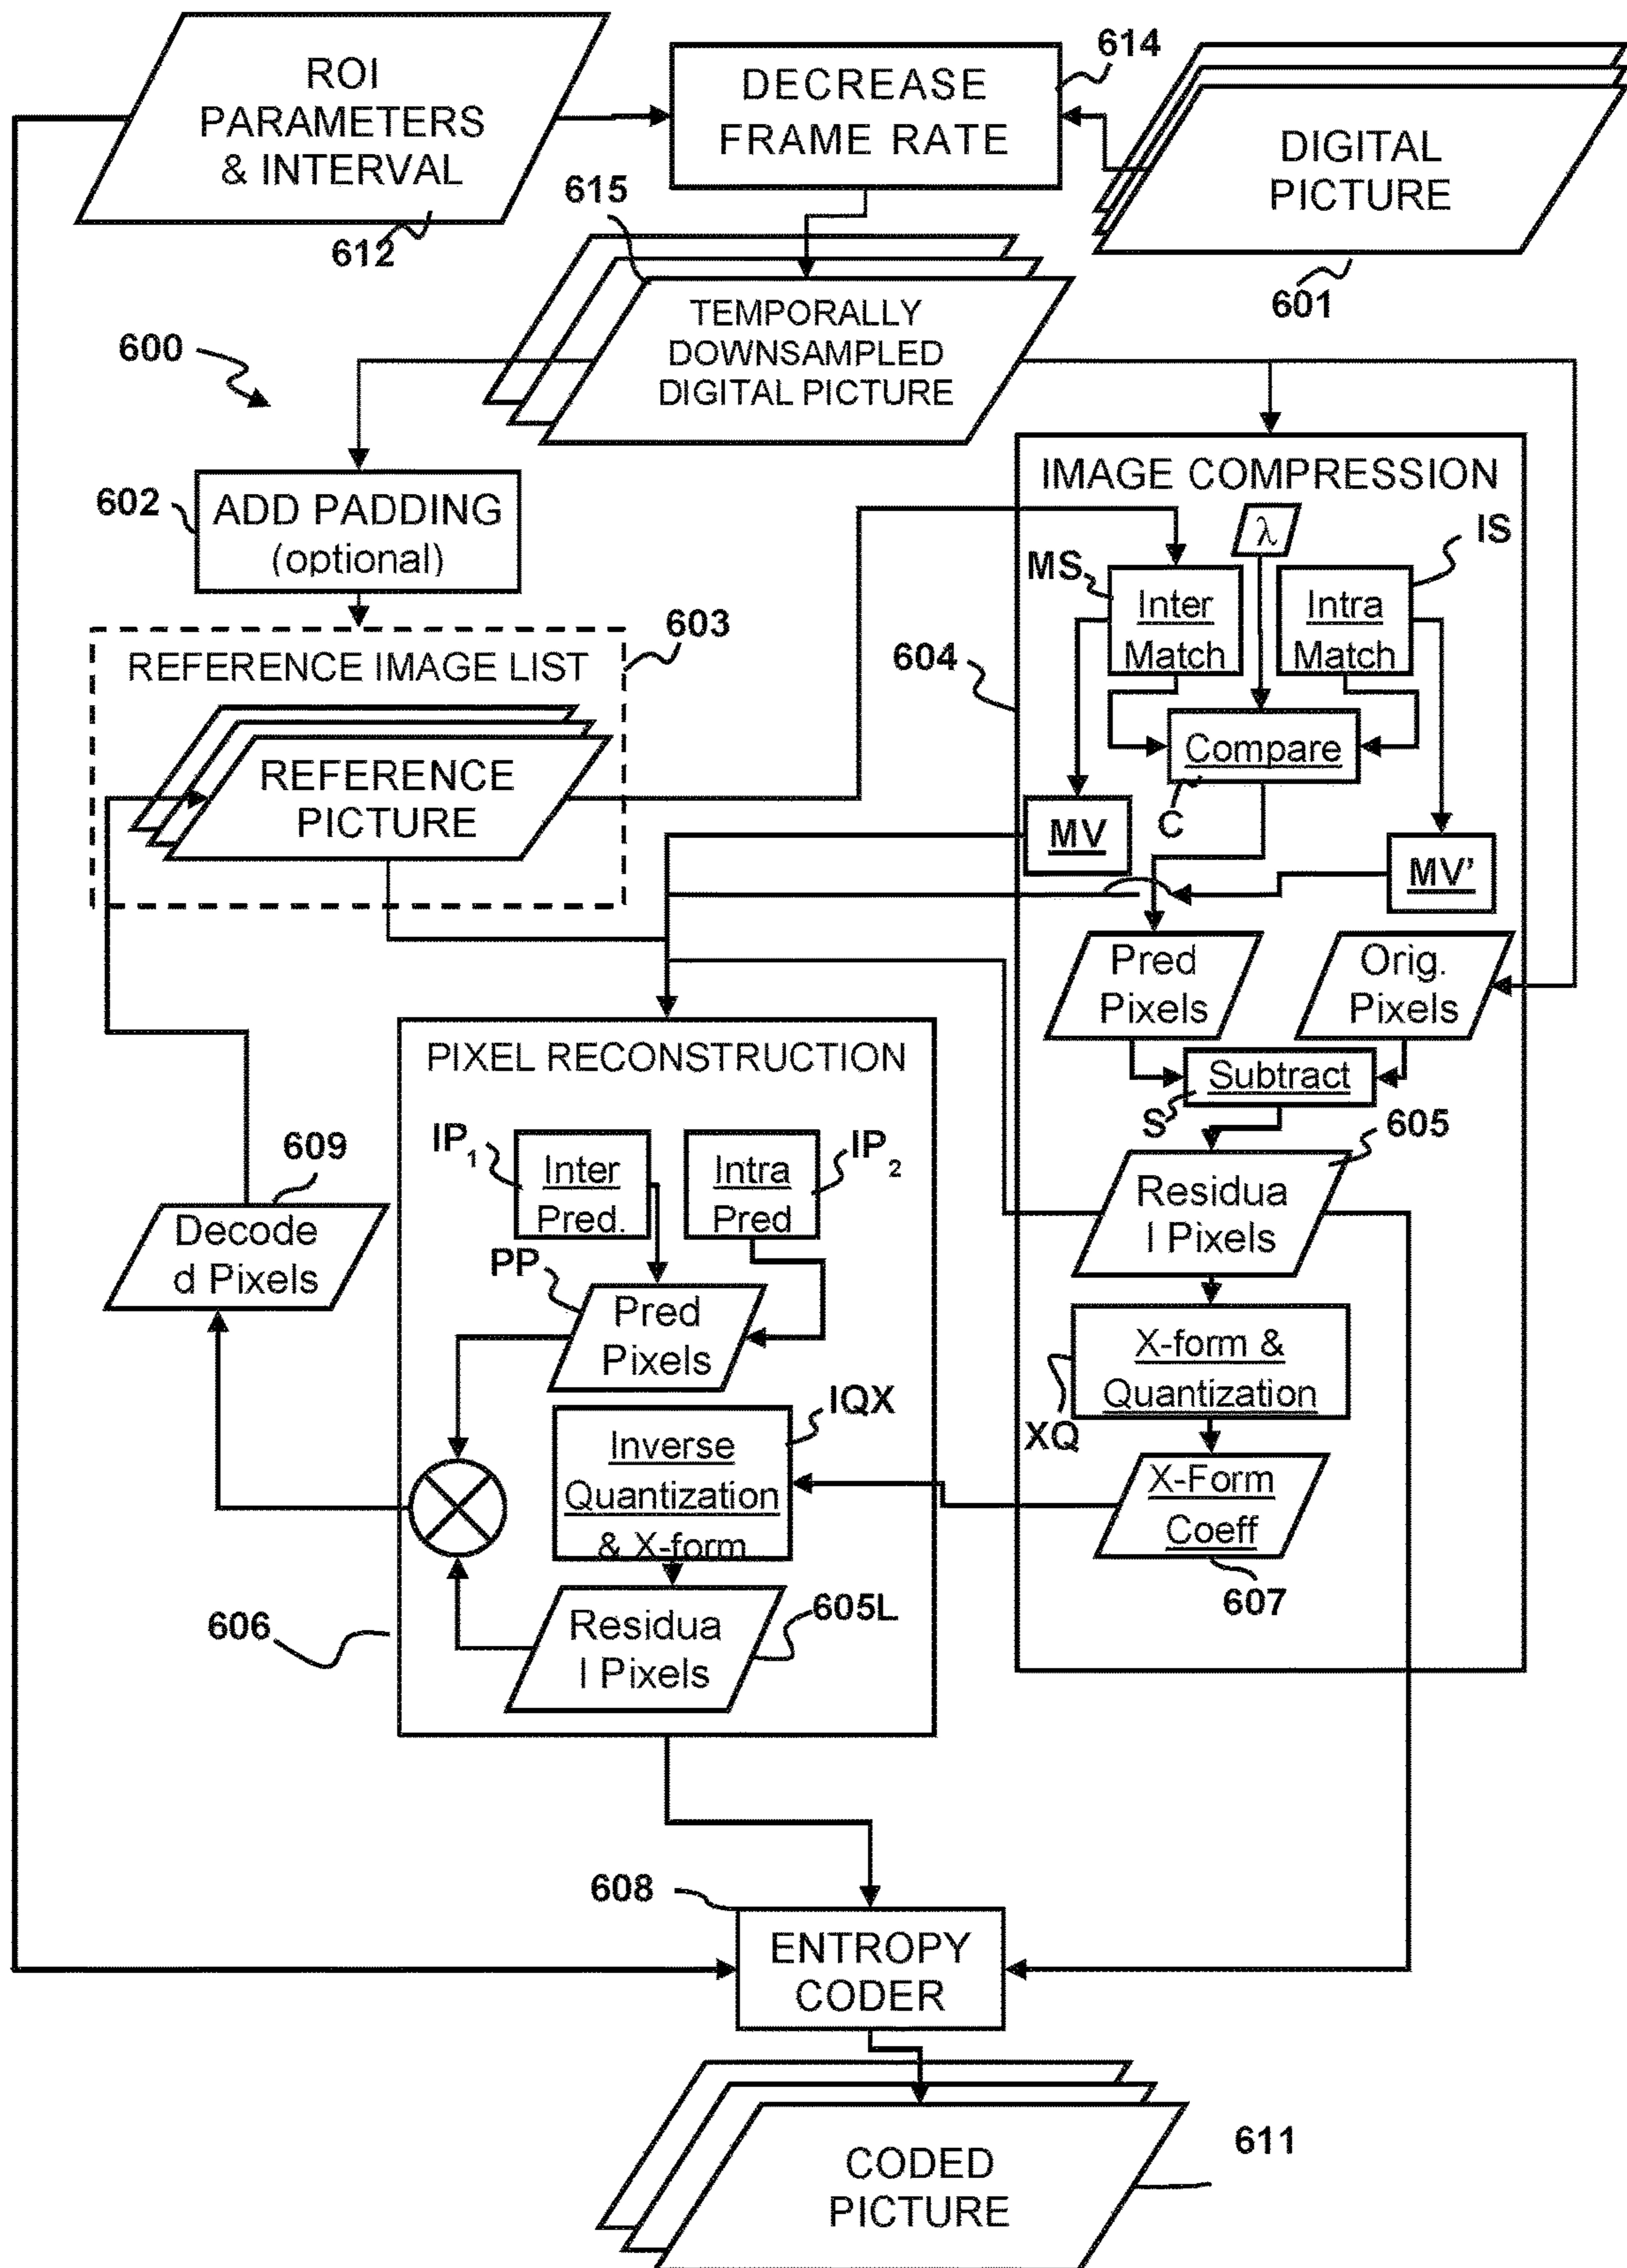 ROI
PARAMETERS
& INTERVAL
612
DECREASE
FRAME RATE
614
DIGITAL
PICTURE
601
615
TEMPORALLY
DOWNSAMPLED
DIGITAL PICTURE
600
602
ADD PADDING
(optional)
603
REFERENCE IMAGE LIST
REFERENCE
PICTURE
604
IMAGE COMPRESSION
λ
IS
MS
Inter
Match
Intra
Match
Compare
C
MV
MV'
Pred
Pixels
Orig.
Pixels
Subtract
S
605
Residua
l Pixels
X-form &
Quantization
XQ
X-Form
Coeff
607
PIXEL RECONSTRUCTION
IP1
Inter
Pred.
Intra
Pred
IP2
PP
Pred
Pixels
IQX
Inverse
Quantization
& X-form
605L
Residua
l Pixels
606
609
Decode
d Pixels
608
ENTROPY
CODER
611
CODED
PICTURE